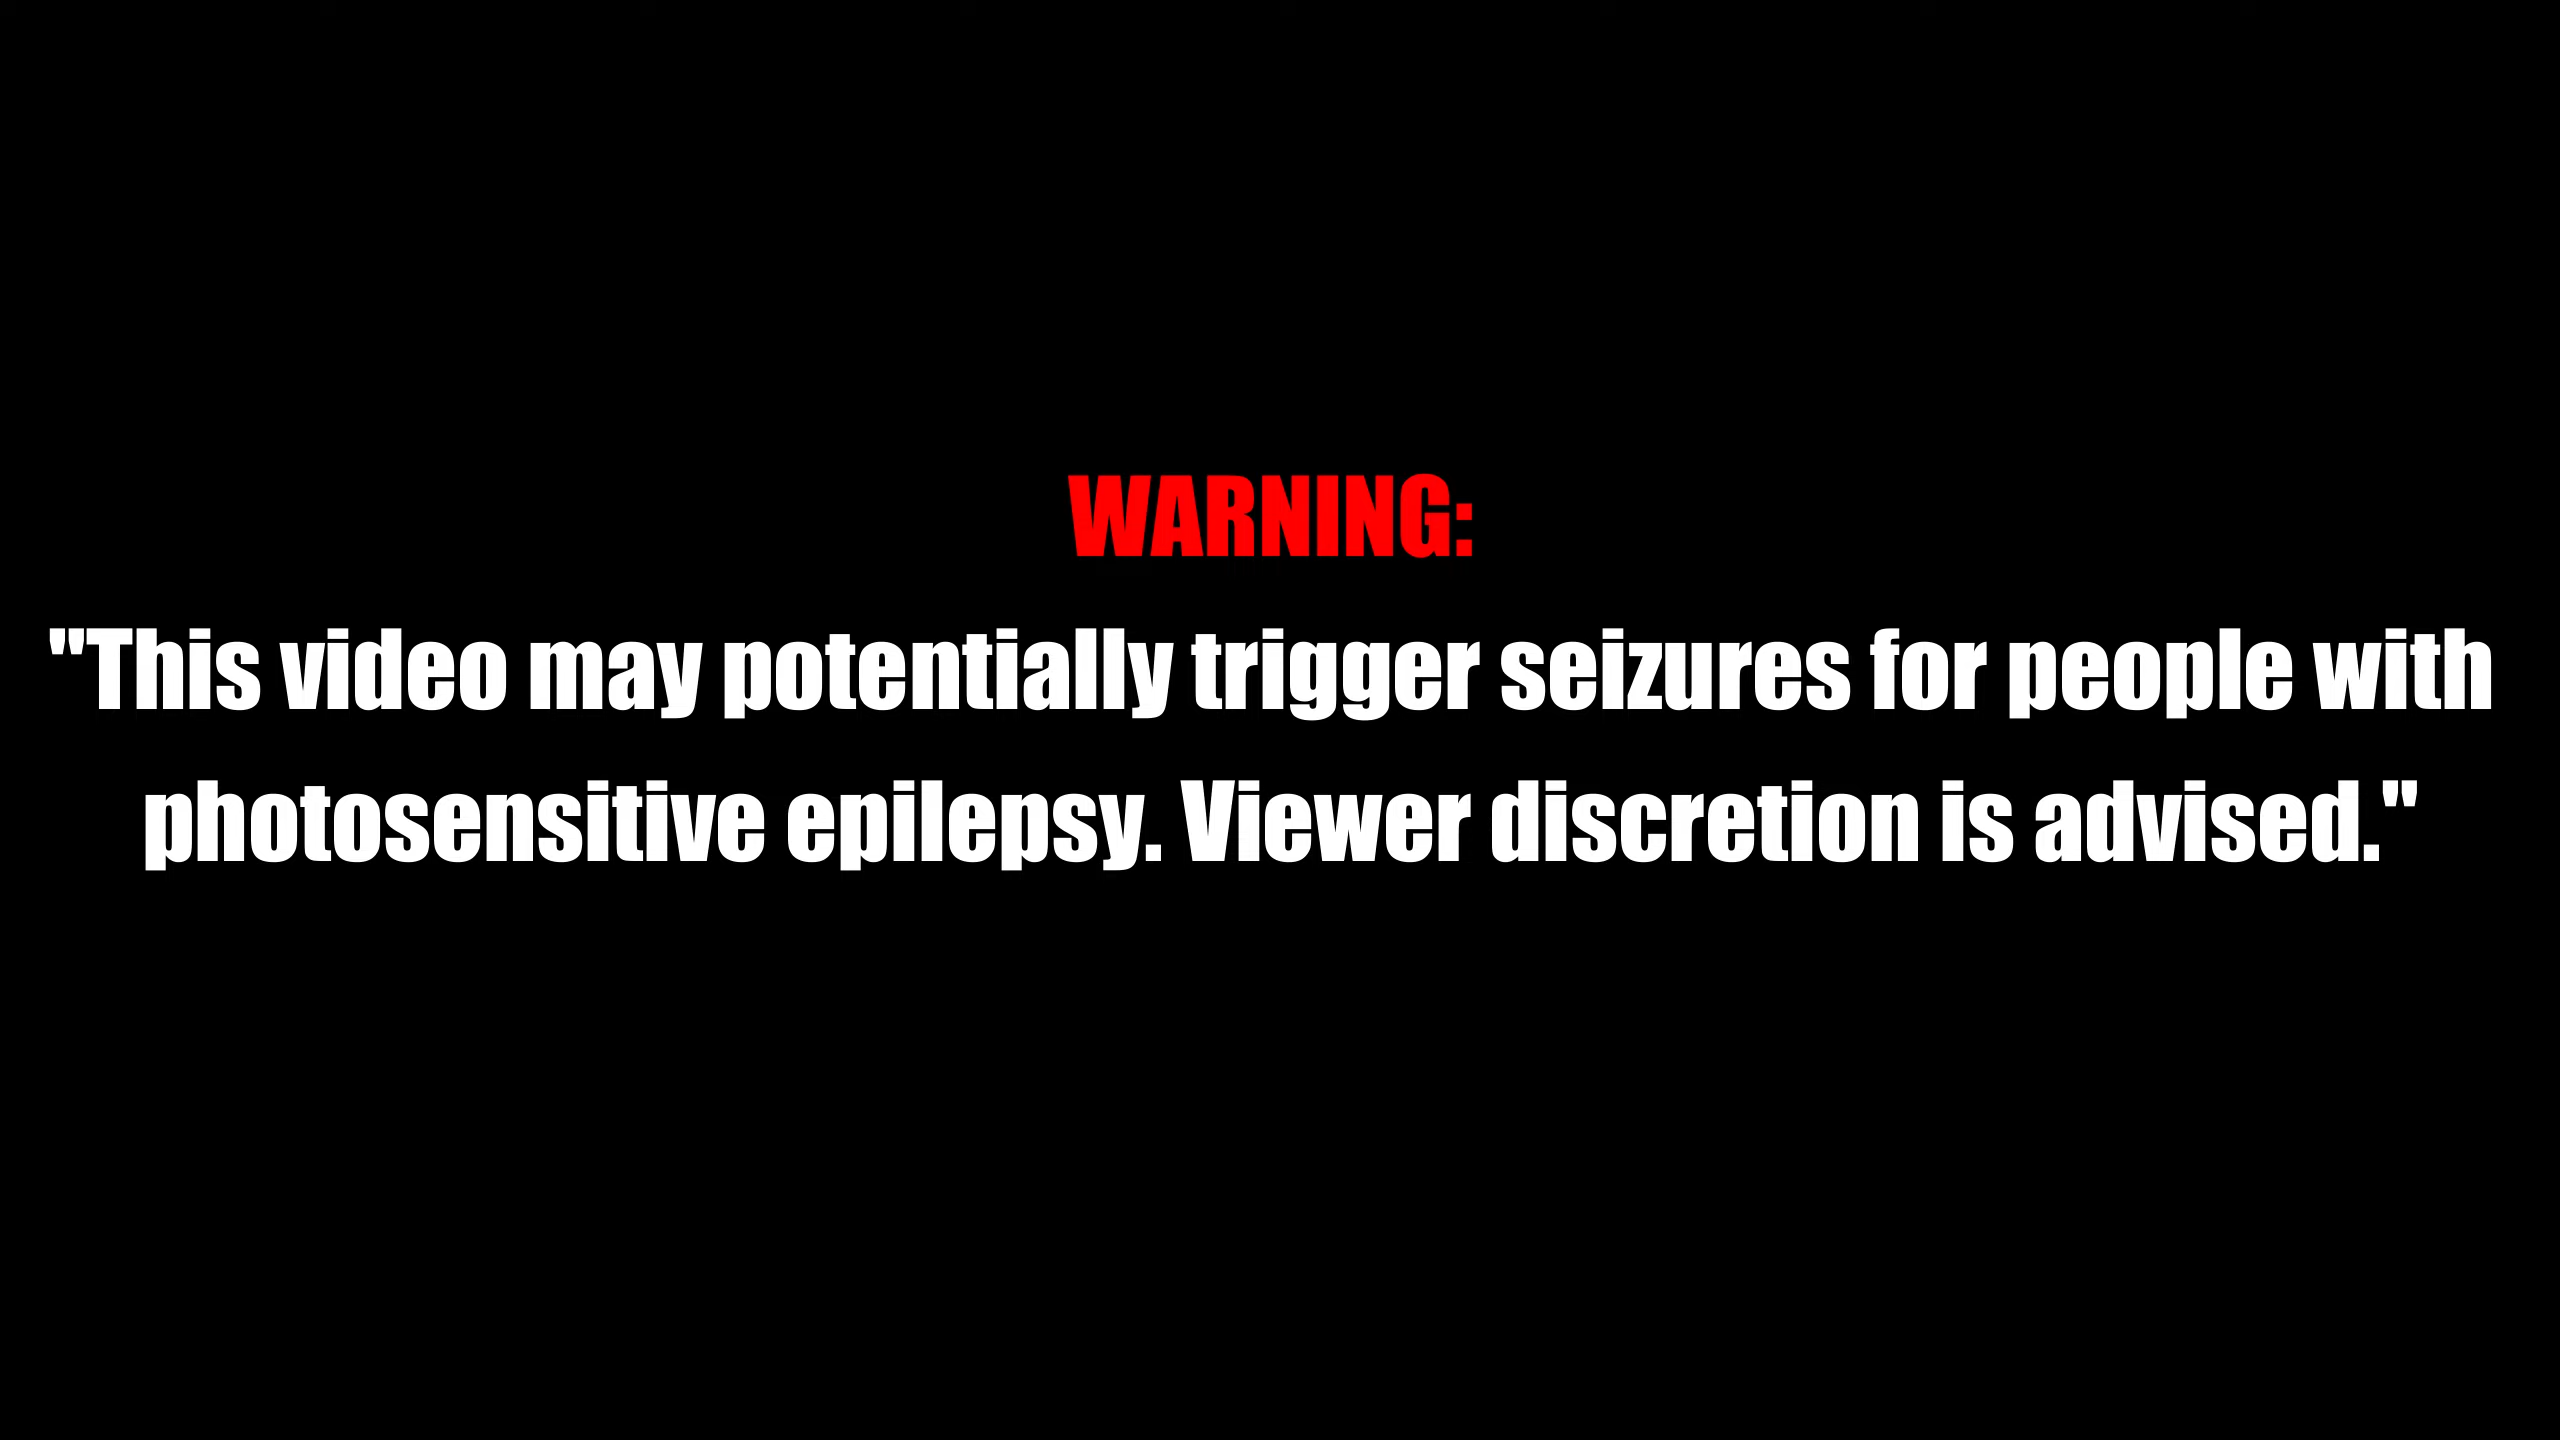 WARNING:
"This video may potentially trigger seizures for people with
photosensitive epilepsy. Viewer discretion is advised."